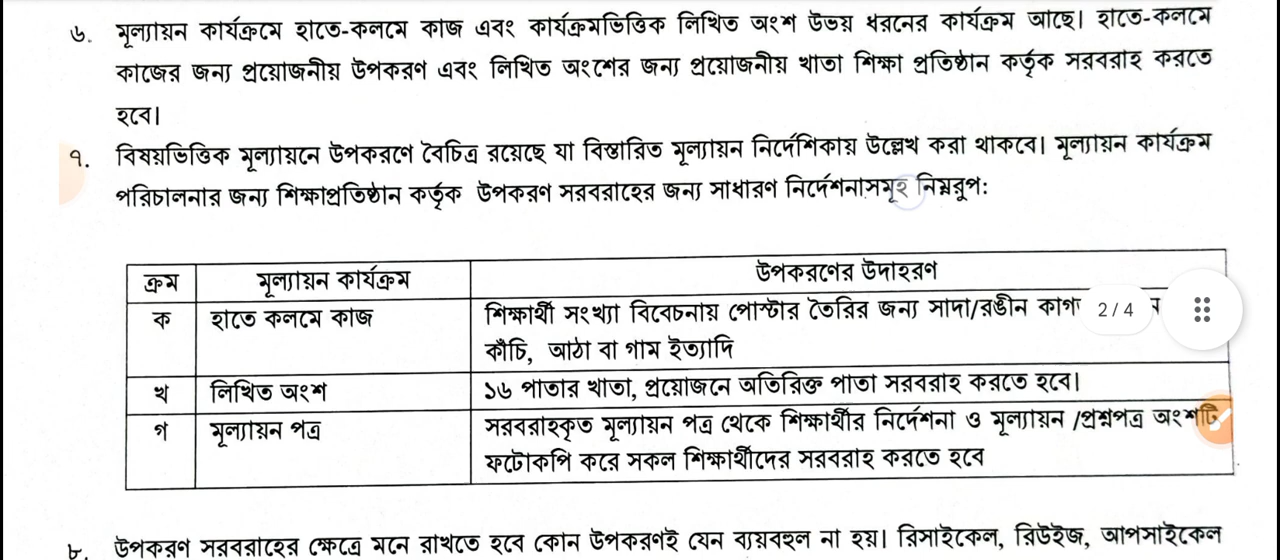 ৬. মূল্যায়ন কার্যক্রমে হাতে-কলমে কাজ এবং কার্যক্রমভিত্তিক লিখিত অংশ উভয় ধরনের কার্যক্রম আছে। হাতে-কলমে
কাজের জন্য প্রয়োজনীয় উপকরণ এবং লিখিত অংশের জন্য প্রয়োজনীয় খাতা শিক্ষা প্রতিষ্ঠান কর্তৃক সরবরাহ করতে
হবে।
৭. বিষয়ভিত্তিক মূল্যায়নে উপকরণে বৈচিত্র রয়েছে যা বিস্তারিত মূল্যায়ন নির্দেশিকায় উল্লেখ করা থাকবে। মূল্যায়ন কার্যক্রম
পরিচালনার জন্য শিক্ষাপ্রতিষ্ঠান কর্তৃক উপকরণ সরবরাহের জন্য সাধারণ নির্দেশনাসমূহ নিম্নরুপ:
ক্রম মূল্যায়ন কার্যক্রম উপকরণের উদাহরণ
ক হাতে কলমে কাজ শিক্ষার্থী সংখ্যা বিবেচনায় পোস্টার তৈরির জন্য সাদা/রঙীন 2/4
কাঁচি, আঠা বা গাম ইত্যাদি
খ লিখিত অংশ ১৬ পাতার খাতা, প্রয়োজনে অতিরিক্ত পাতা সরবরাহ করতে হবে।
গ মূল্যায়ন পত্র সরবরাহকৃত মূল্যায়ন পত্র থেকে শিক্ষার্থীর নির্দেশনা ও মূল্যায়ন /প্রশ্নপত্র অংশটি
ফটোকপি করে সকল শিক্ষার্থীদের সরবরাহ করতে হবে
৮. উপকরণ সরবরাহের ক্ষেত্রে মনে রাখতে হবে কোন উপকরণই যেন ব্যয়বহুল না হয়। রিসাইকেল, রিউইজ, আপসাইকেল